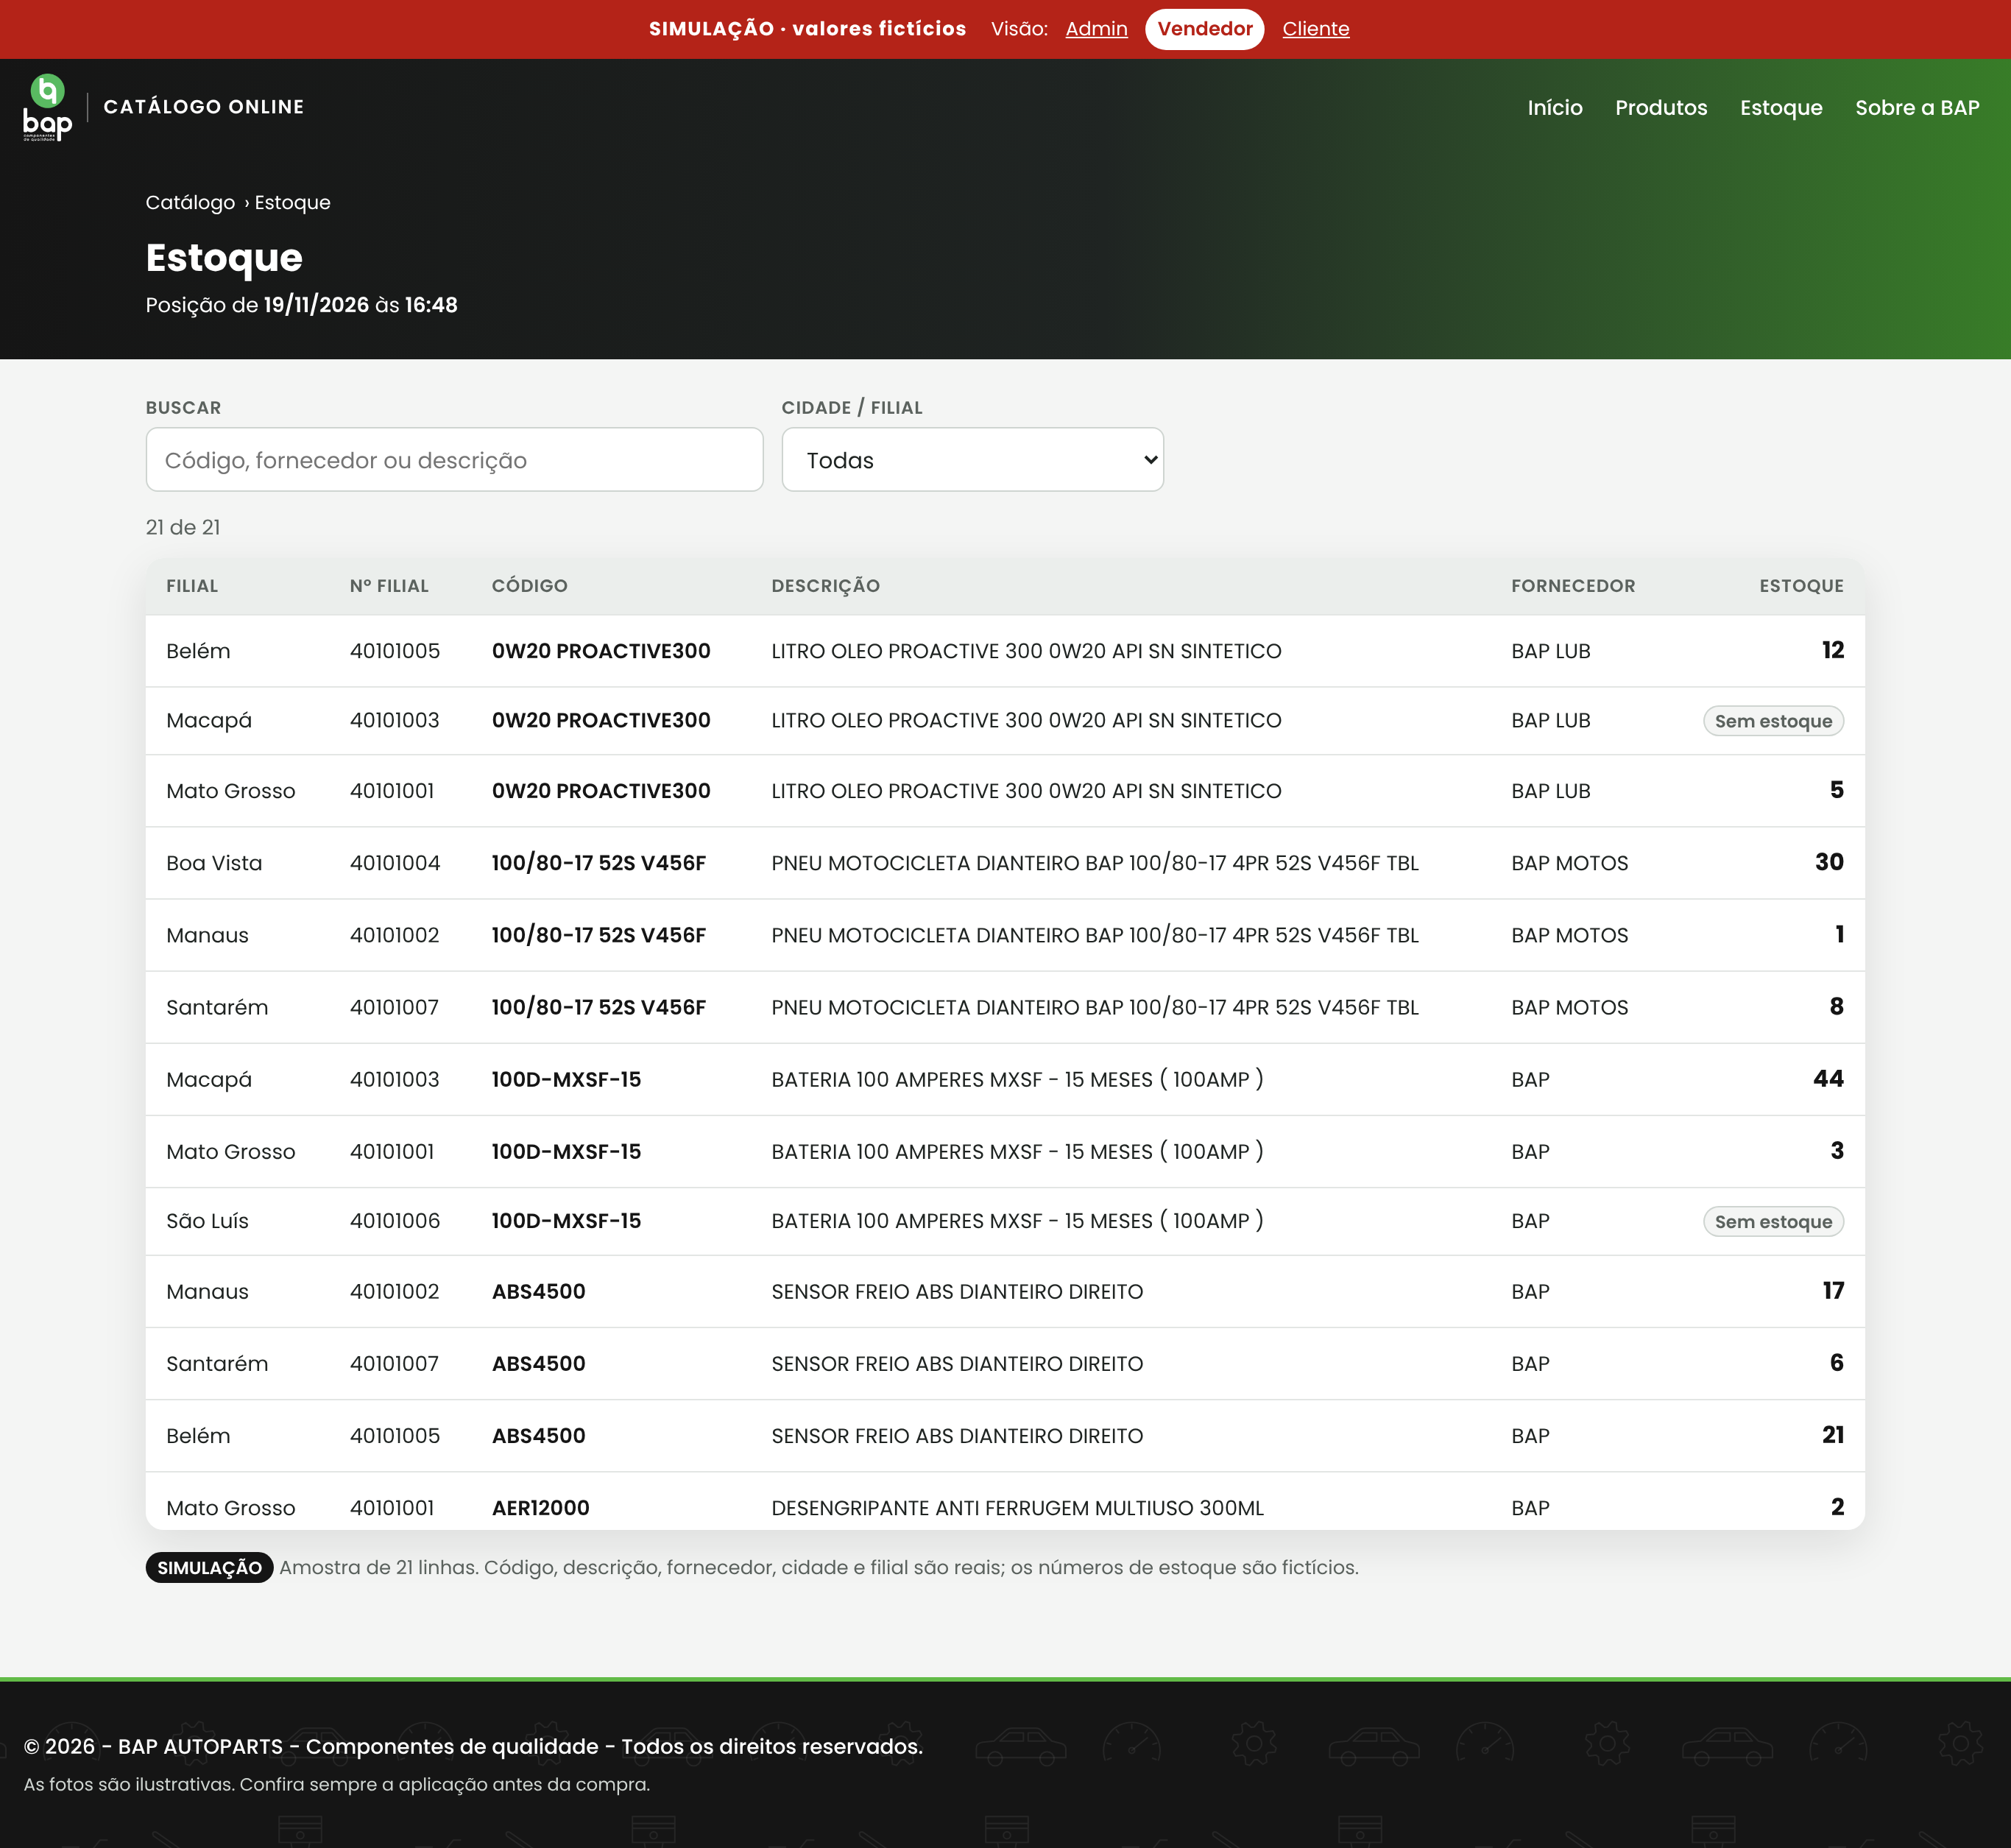 SIMULAÇÃO · valores fictícios Visão: Admin Vendedor Cliente
bap
componentes
de qualidade
CATÁLOGO ONLINE
Início Produtos Estoque Sobre a BAP
Catálogo › Estoque
Estoque
Posição de 19/11/2026 às 16:48
BUSCAR CIDADE / FILIAL
Código, fornecedor ou descrição Todas
21 de 21
FILIAL Nº FILIAL CÓDIGO DESCRIÇÃO FORNECEDOR ESTOQUE
Belém 40101005 0W20 PROACTIVE300 LITRO OLEO PROACTIVE 300 0W20 API SN SINTETICO BAP LUB 12
Macapá 40101003 0W20 PROACTIVE300 LITRO OLEO PROACTIVE 300 0W20 API SN SINTETICO BAP LUB Sem estoque
Mato Grosso 40101001 0W20 PROACTIVE300 LITRO OLEO PROACTIVE 300 0W20 API SN SINTETICO BAP LUB 5
Boa Vista 40101004 100/80-17 52S V456F PNEU MOTOCICLETA DIANTEIRO BAP 100/80-17 4PR 52S V456F TBL BAP MOTOS 30
Manaus 40101002 100/80-17 52S V456F PNEU MOTOCICLETA DIANTEIRO BAP 100/80-17 4PR 52S V456F TBL BAP MOTOS 1
Santarém 40101007 100/80-17 52S V456F PNEU MOTOCICLETA DIANTEIRO BAP 100/80-17 4PR 52S V456F TBL BAP MOTOS 8
Macapá 40101003 100D-MXSF-15 BATERIA 100 AMPERES MXSF - 15 MESES ( 100AMP ) BAP 44
Mato Grosso 40101001 100D-MXSF-15 BATERIA 100 AMPERES MXSF - 15 MESES ( 100AMP ) BAP 3
São Luís 40101006 100D-MXSF-15 BATERIA 100 AMPERES MXSF - 15 MESES ( 100AMP ) BAP Sem estoque
Manaus 40101002 ABS4500 SENSOR FREIO ABS DIANTEIRO DIREITO BAP 17
Santarém 40101007 ABS4500 SENSOR FREIO ABS DIANTEIRO DIREITO BAP 6
Belém 40101005 ABS4500 SENSOR FREIO ABS DIANTEIRO DIREITO BAP 21
Mato Grosso 40101001 AER12000 DESENGRIPANTE ANTI FERRUGEM MULTIUSO 300ML BAP 2
SIMULAÇÃO Amostra de 21 linhas. Código, descrição, fornecedor, cidade e filial são reais; os números de estoque são fictícios.
© 2026 - BAP AUTOPARTS - Componentes de qualidade - Todos os direitos reservados.
As fotos são ilustrativas. Confira sempre a aplicação antes da compra.